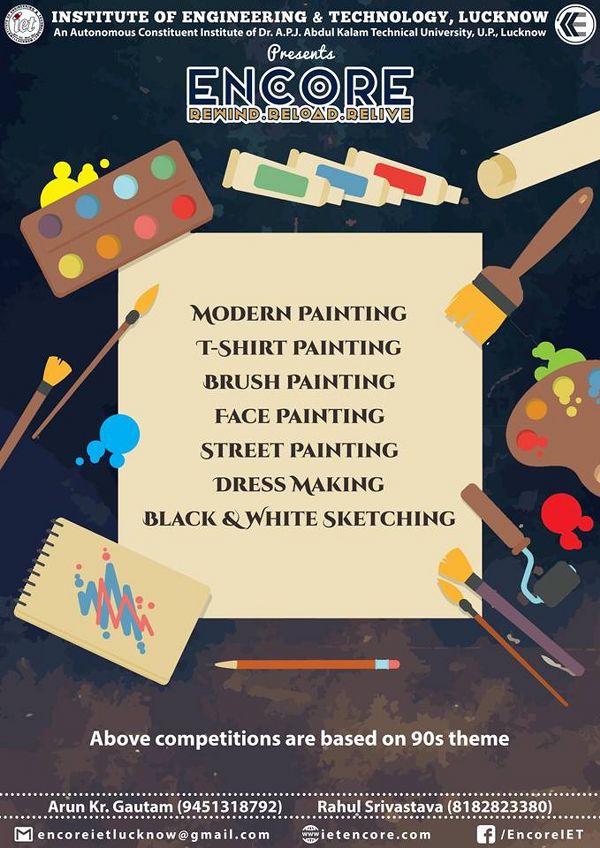 INSTITUTE OF ENGINEERING & TECHNOLOGY, LUCKNOW
An Autonomous Constituent Institute of Dr. A.P.J. Abdul Kalam Technical University, U.P., Lucknow
iet
Presents
ENCORE
REWIND.RELOAD.RELIVE
MODERN PAINTING
T-SHIRT PAINTING
BRUSH PAINTING
FACE PAINTING
STREET PAINTING
DRESS MAKING
BLACK & WHITE SKETCHING
Above competitions are based on 90s theme
Arun Kr. Gautam (9451318792) Rahul Srivastava (8182823380)
encoreietlucknow@gmail.com ietencore.com /EncoreIET